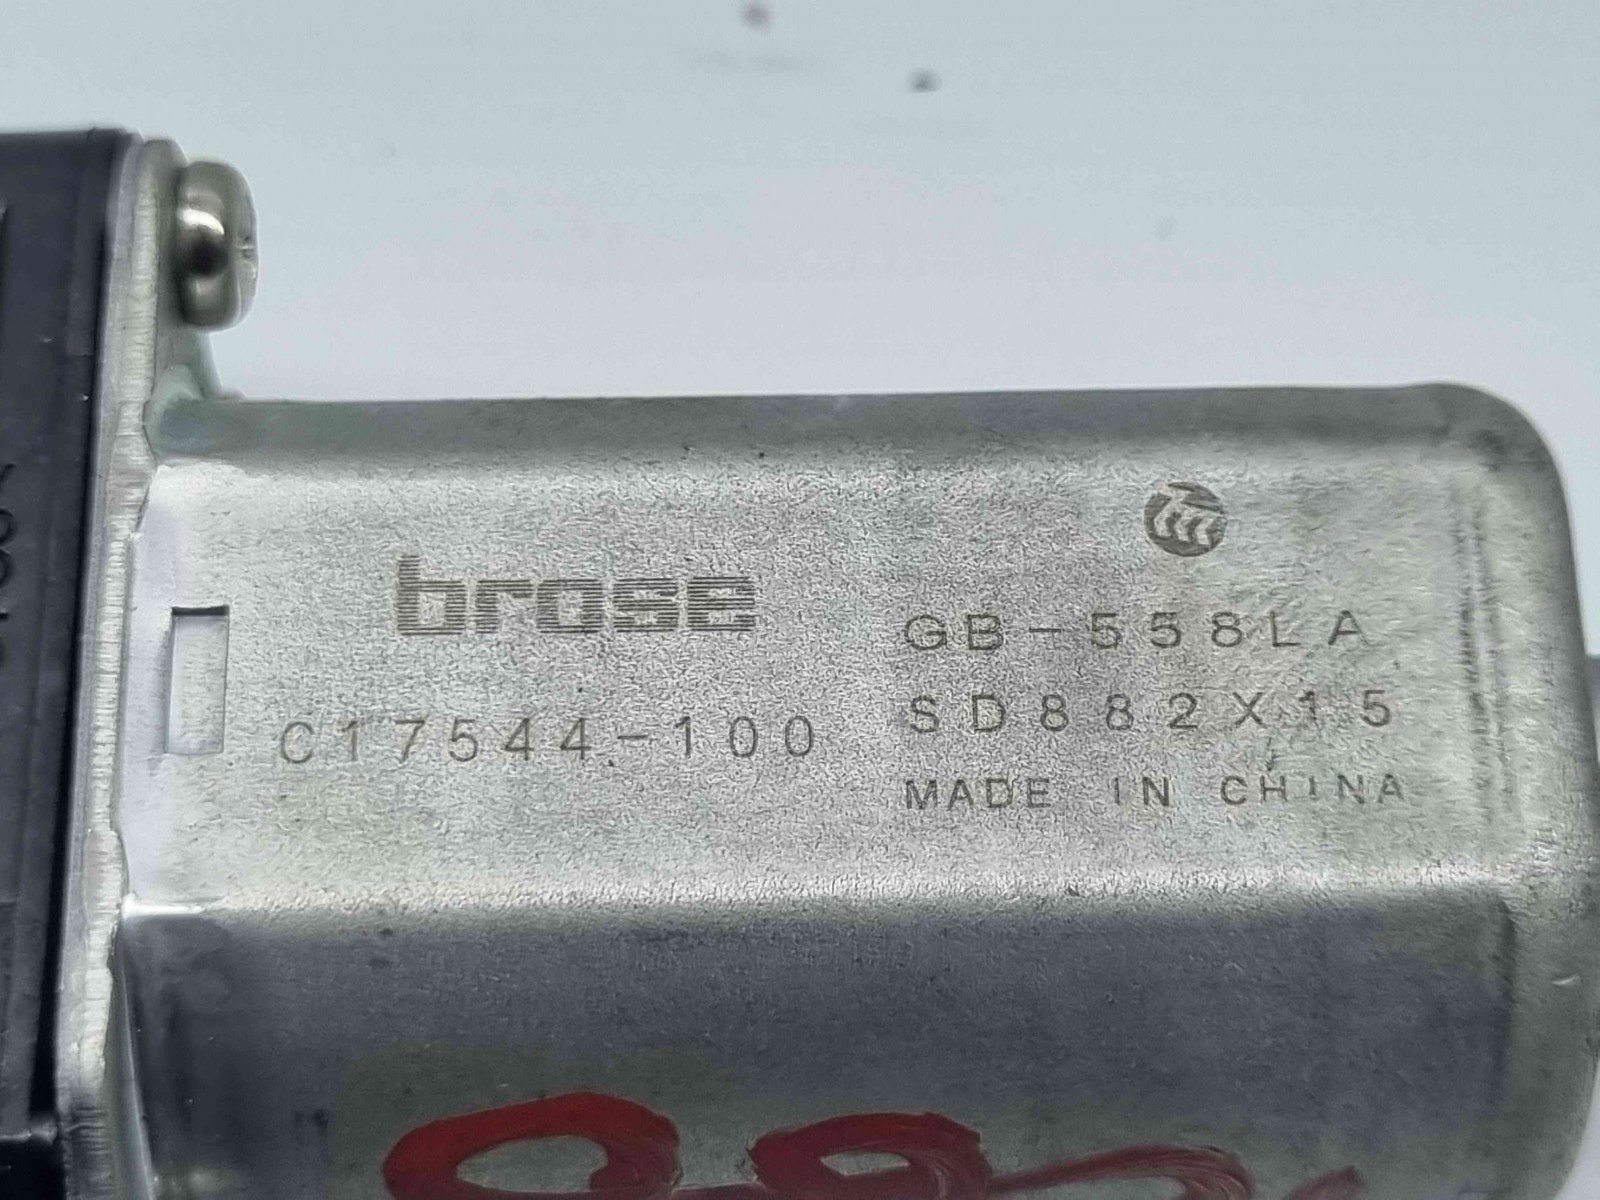 brose
C17544-100
GB-558LA
SD882X15
MADE IN CHINA